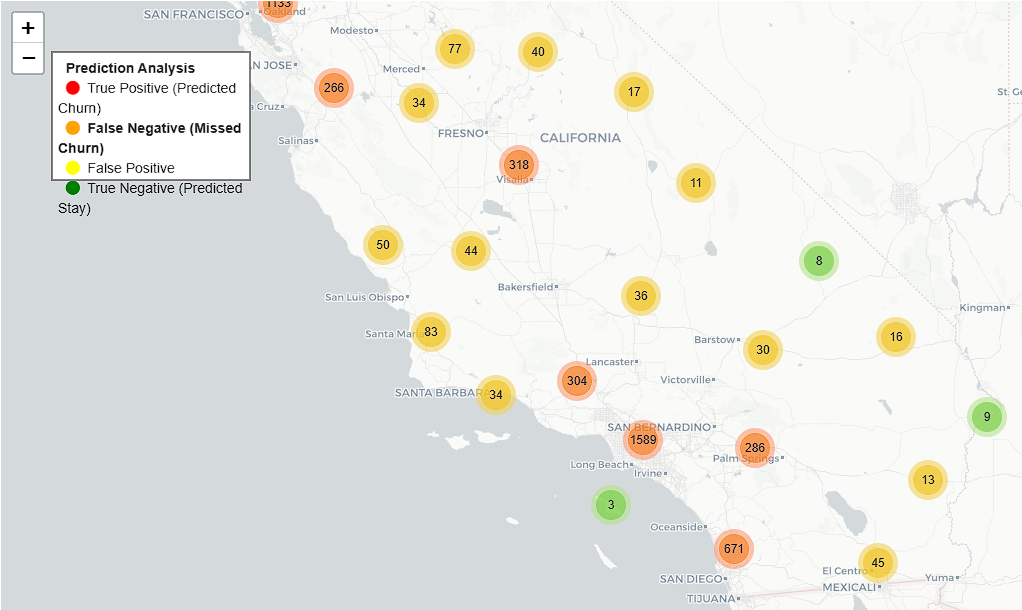 1133
SAN FRANCISCO
Oakland
+
Modesto
77
40
−
N JOSE
Merced
Prediction Analysis
True Positive (Predicted
Churn)
False Negative (Missed
Churn)
False Positive
True Negative (Predicted
Stay)
266
34
17
St. Ge
a Cruz
FRESNO
CALIFORNIA
Salinas
318
Visalia
11
50
44
8
Bakersfield
San Luis Obispo
36
Kingman
Santa Mar
83
Barstow
30
16
Lancaster
304
Victorville
SANTA BARBARA
34
9
SAN BERNARDINO
1589
286
Palm Springs
Long Beach
Irvine
13
3
Oceanside
671
45
El Centro
SAN DIEGO
Yuma
MEXICALI
TIJUANA